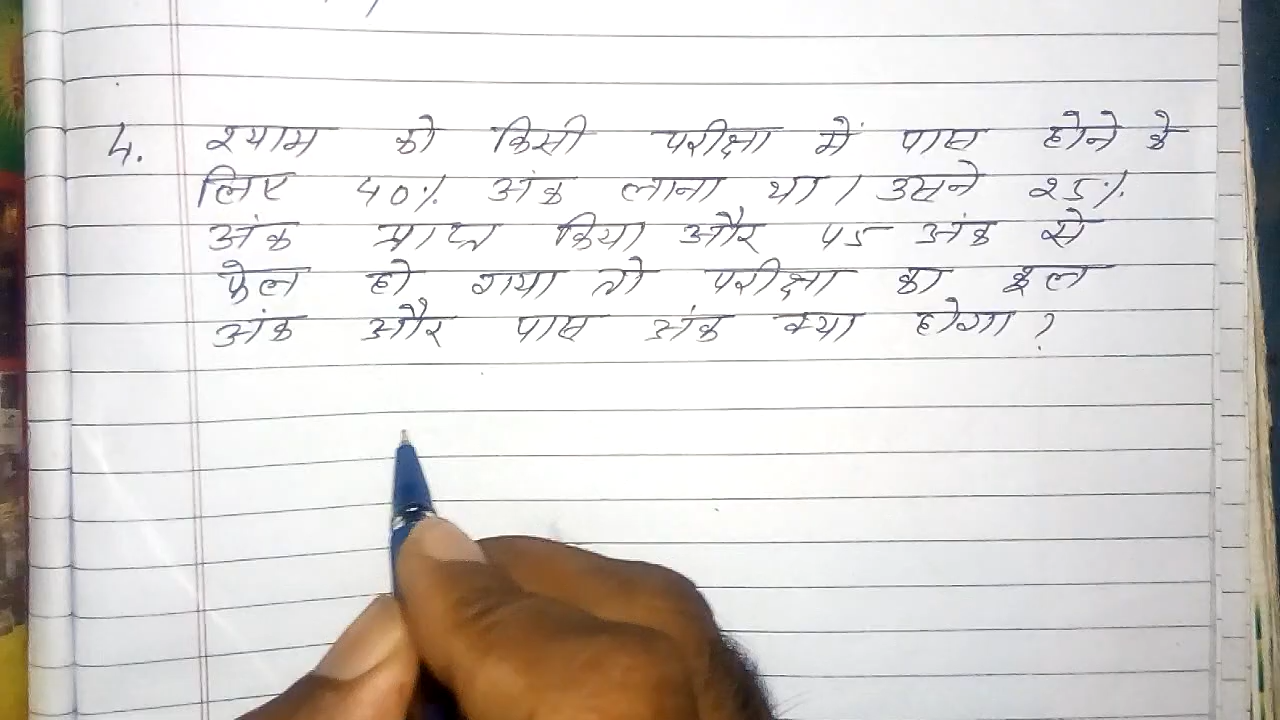 4. श्याम को किसी परीक्षा में पास होने के
लिए 40% अंक लाना था। उसने 25%
अंक प्राप्त किया और 45 अंक से
फेल हो गया तो परीक्षा का कुल
अंक और पास अंक क्या होगा?